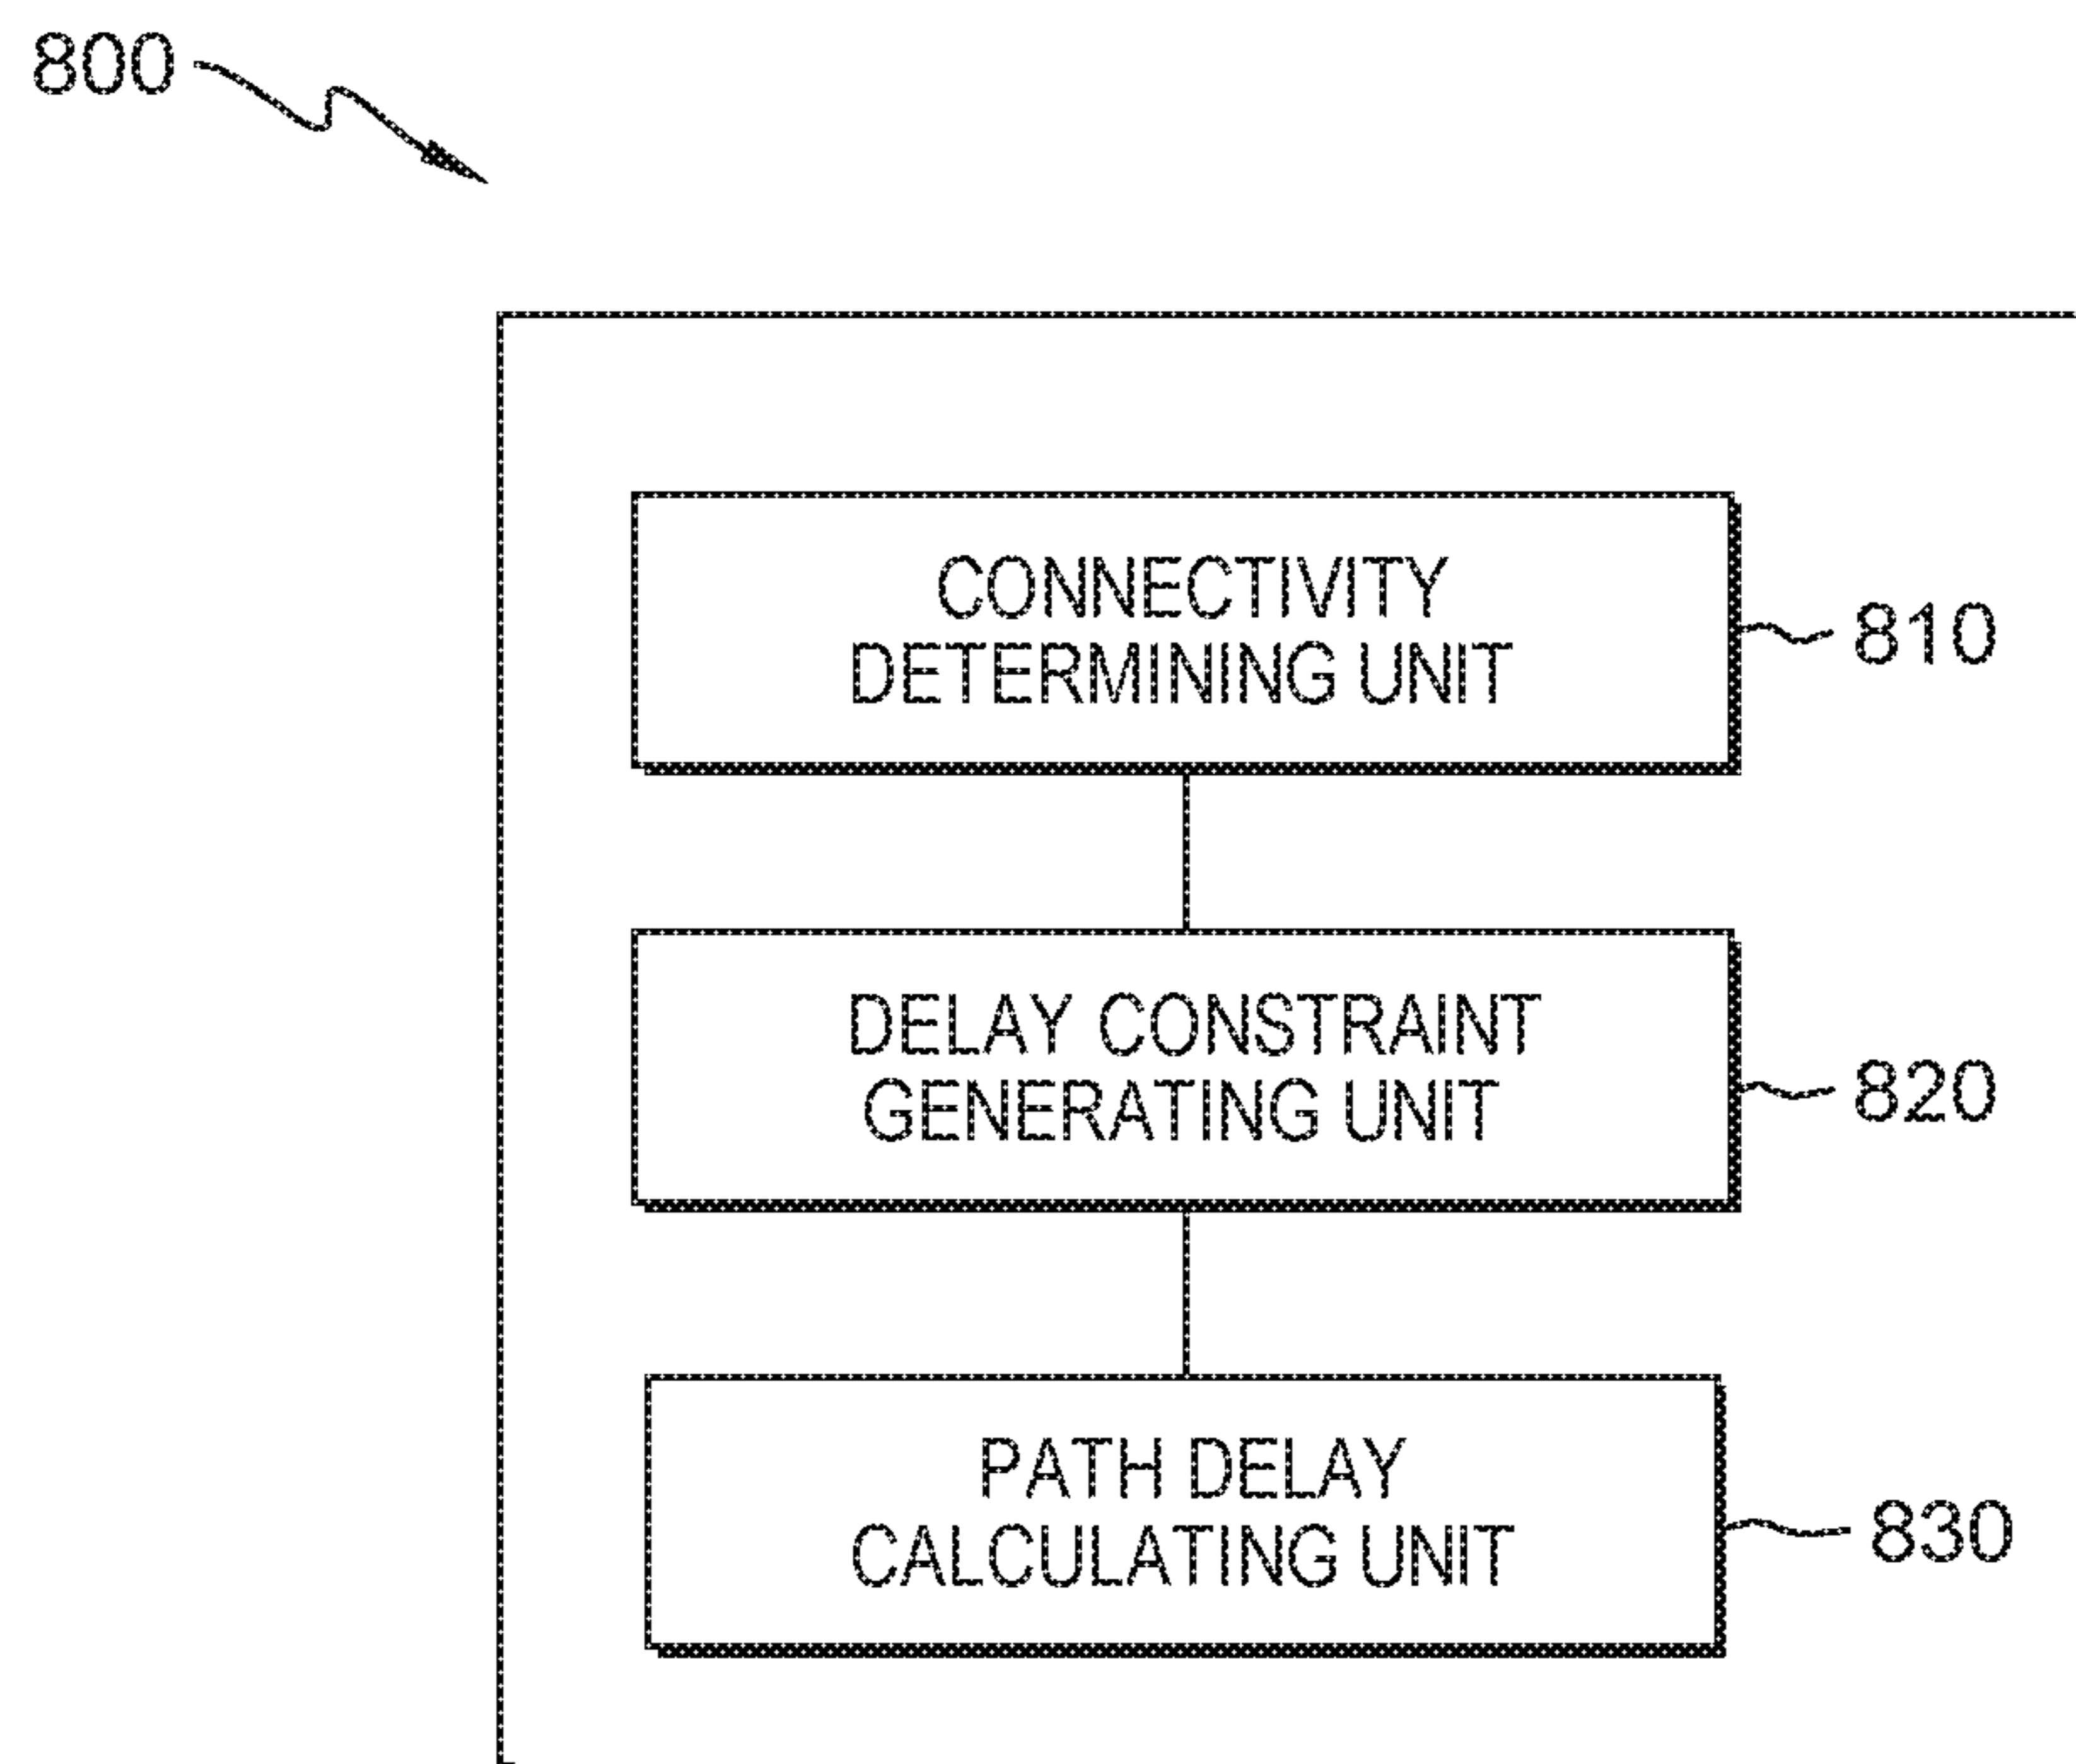 800
CONNECTIVITY
DETERMINING UNIT
810
DELAY CONSTRAINT
GENERATING UNIT
820
PATH DELAY
CALCULATING UNIT
830